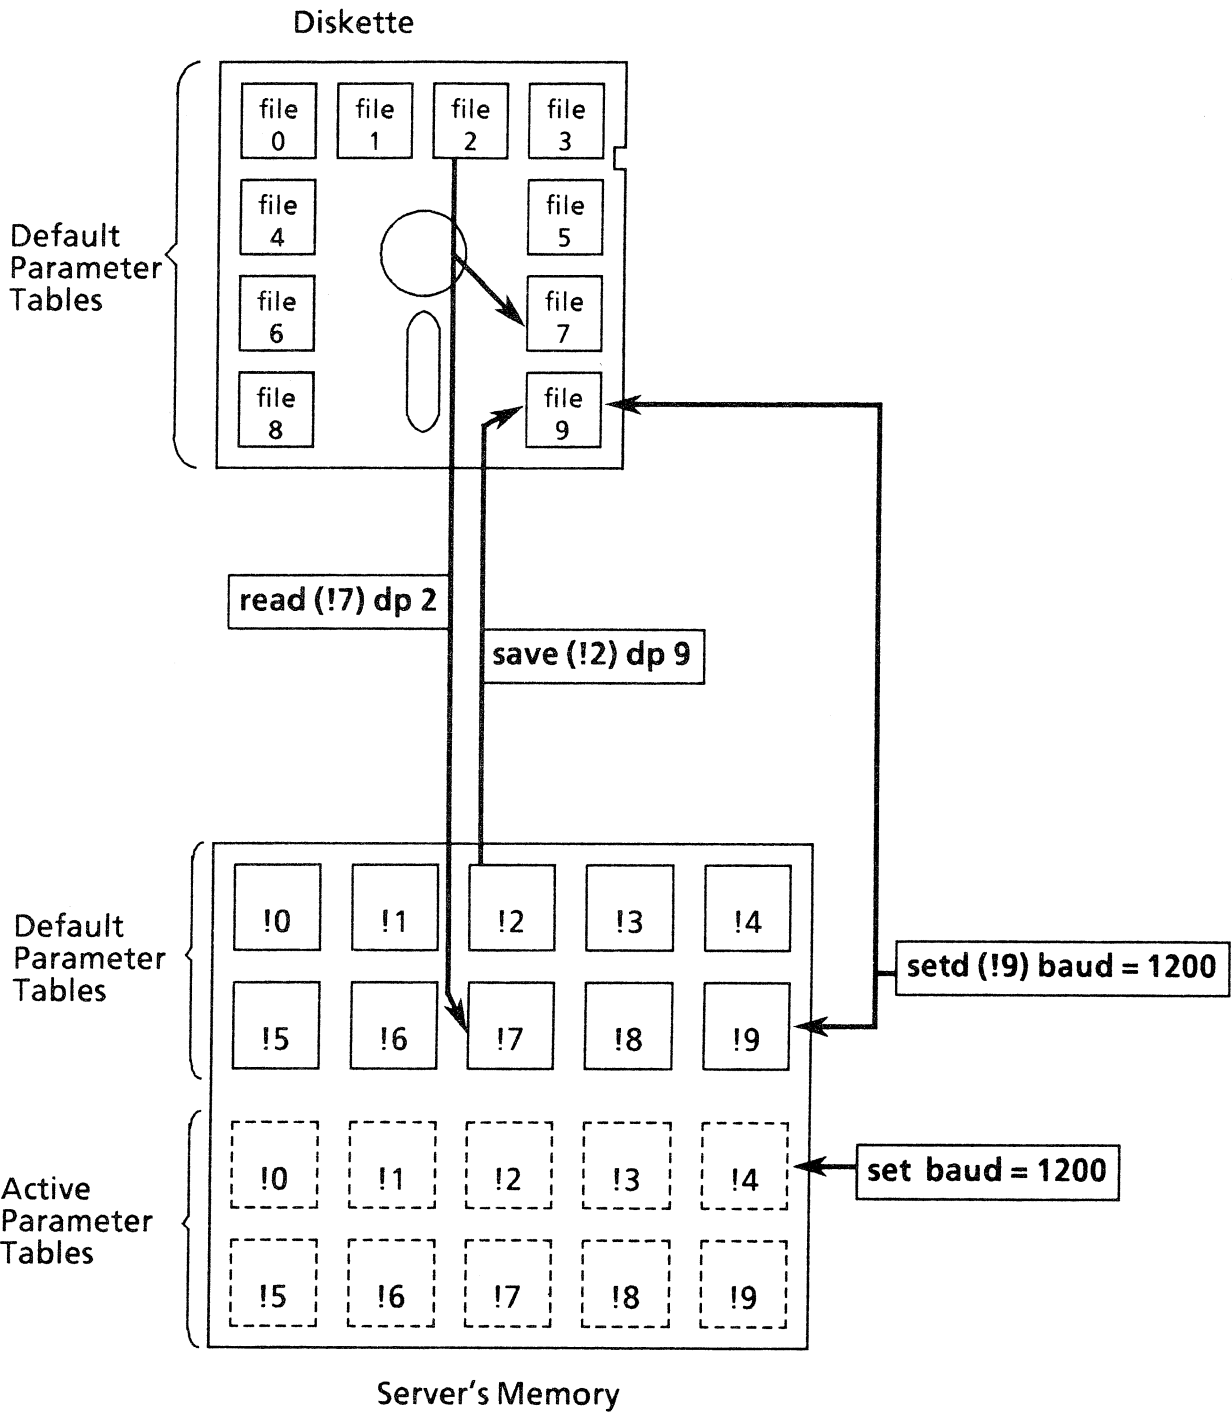 Diskette
file
0
file
1
file
2
file
3
file
4
file
5
Default
Parameter
Tables
file
6
file
7
file
8
file
9
read (!7) dp 2
save (!2) dp 9
Default
Parameter
Tables
!0
!1
!2
!3
!4
!5
!6
!7
!8
!9
setd (!9) baud = 1200
Active
Parameter
Tables
!0
!1
!2
!3
!4
set baud = 1200
!5
!6
!7
!8
!9
Server's Memory